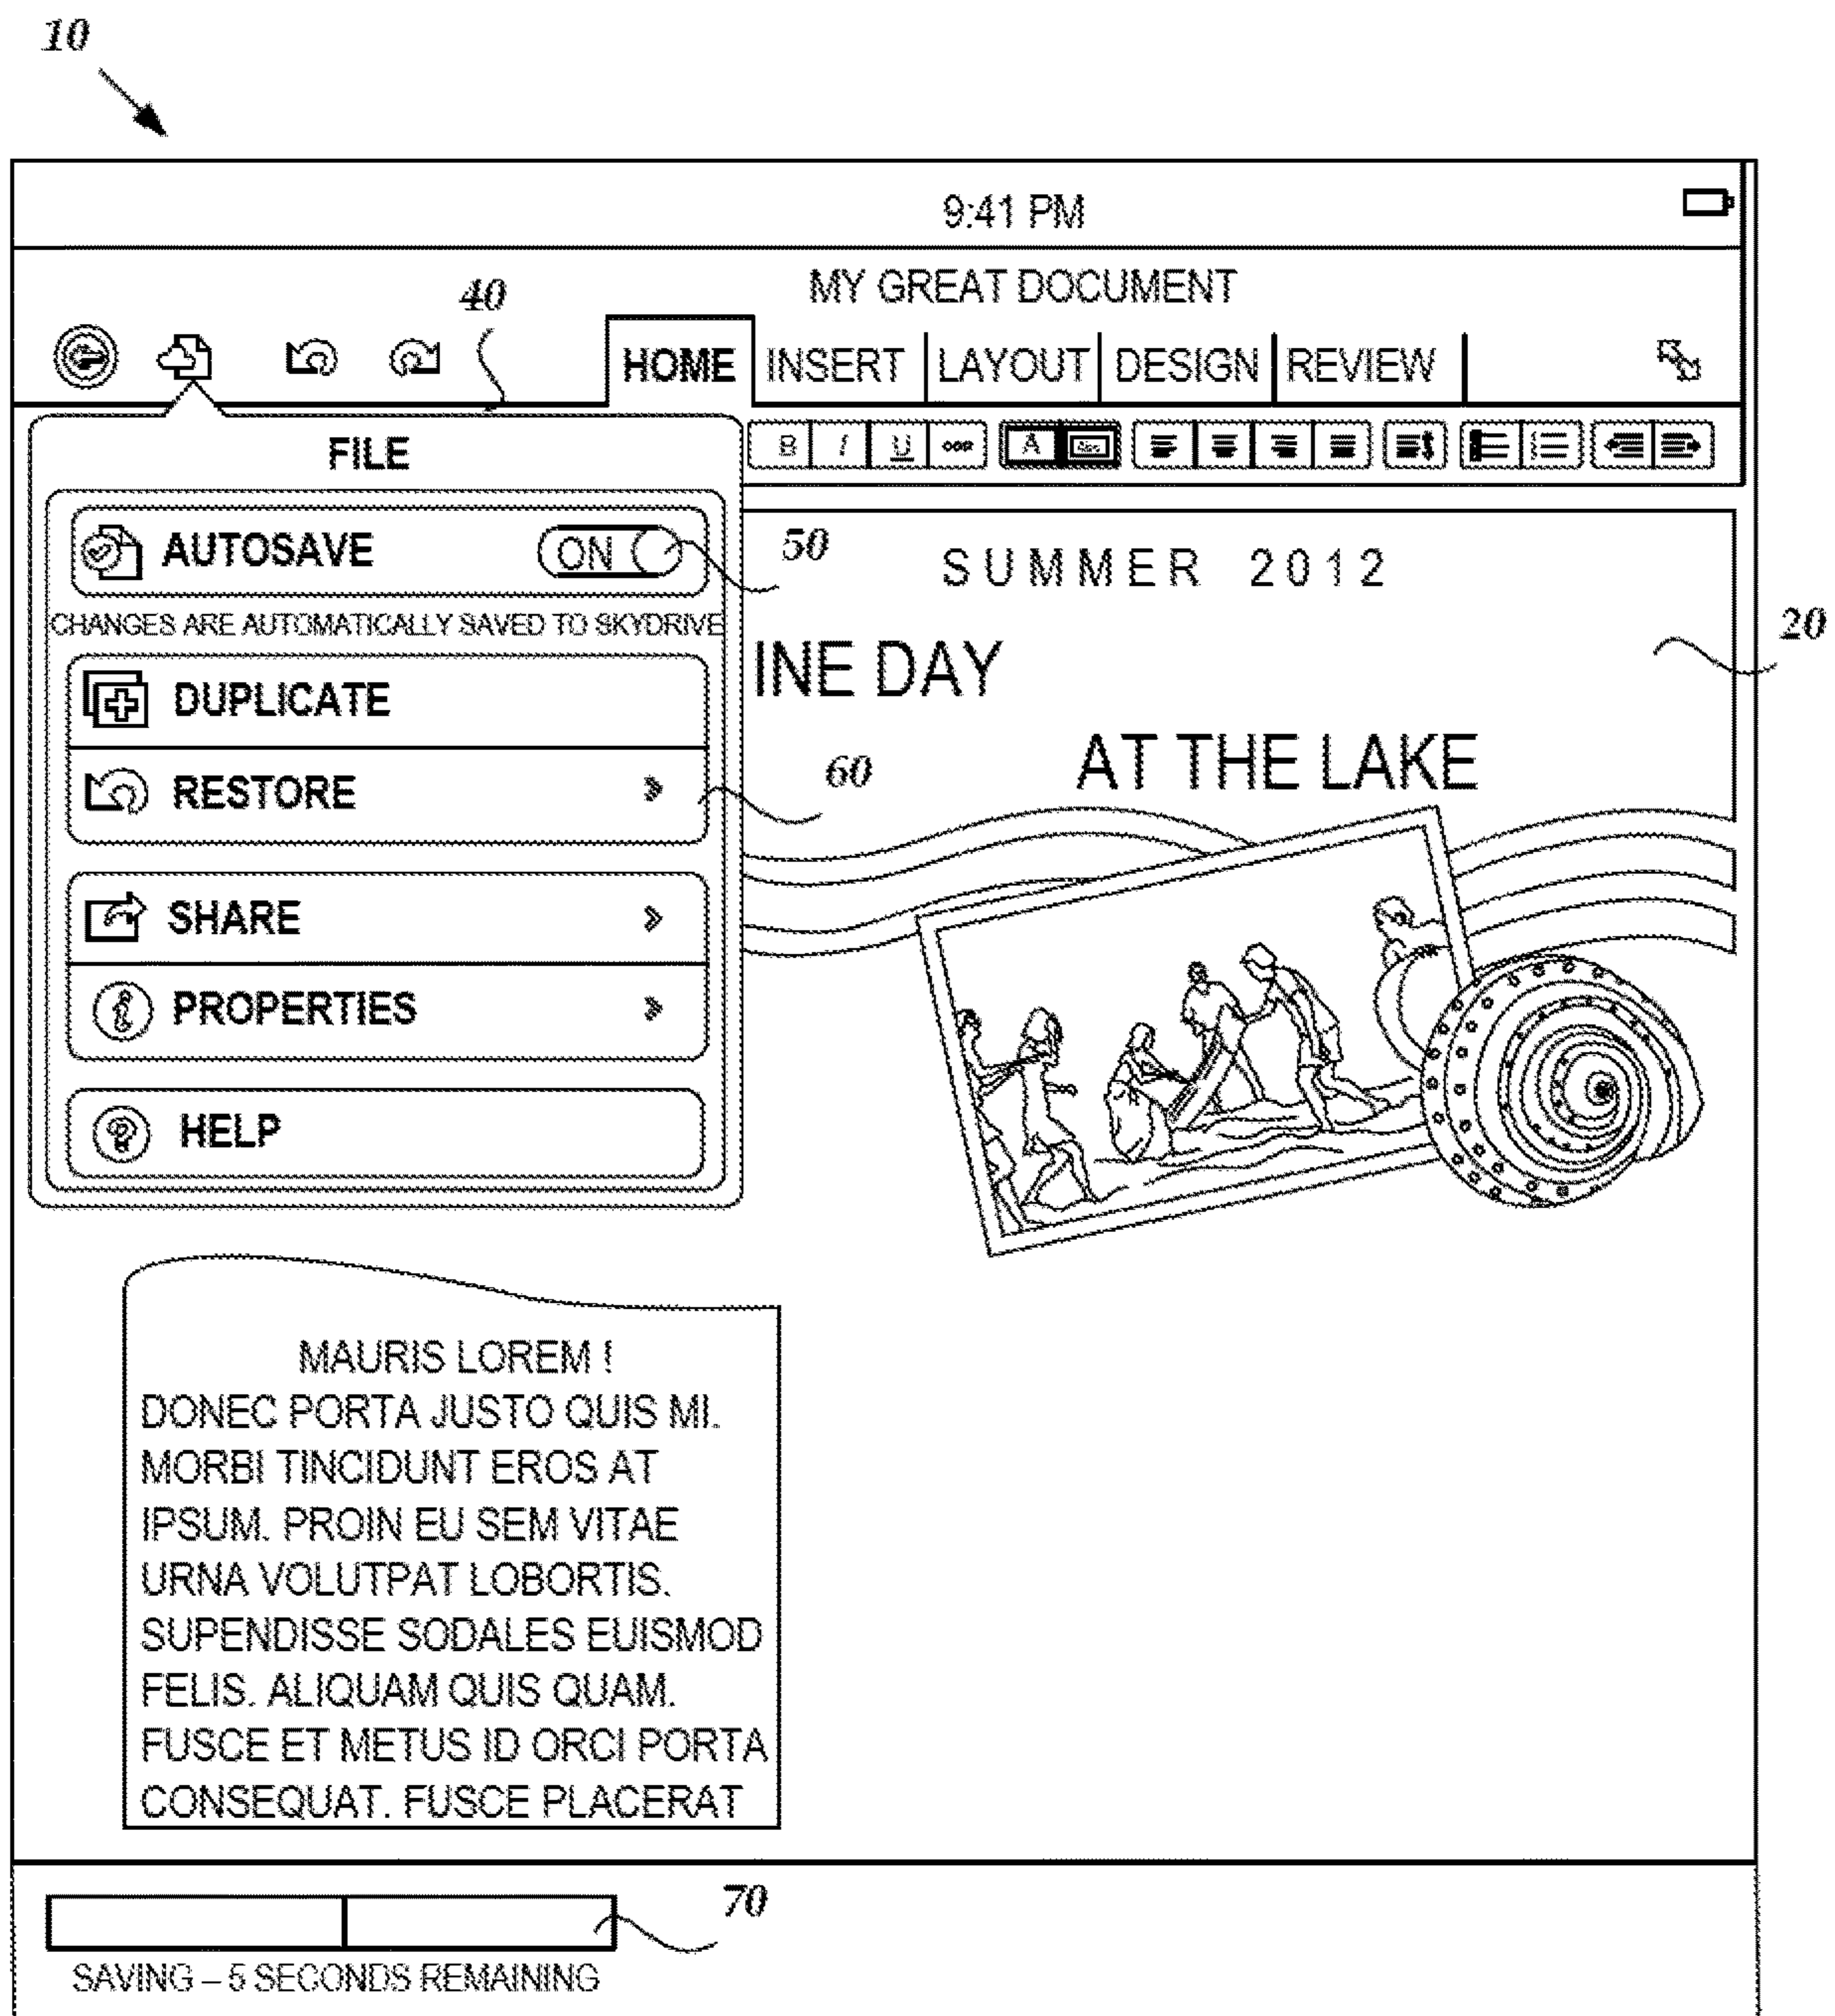 10
9:41 PM
MY GREAT DOCUMENT
40
HOME INSERT LAYOUT DESIGN REVIEW
FILE
B I U A Abc
AUTOSAVE ON
50
SUMMER 2012
CHANGES ARE AUTOMATICALLY SAVED TO SKYDRIVE
20
INE DAY
DUPLICATE
AT THE LAKE
RESTORE
60
SHARE
PROPERTIES
HELP
MAURIS LOREM !
DONEC PORTA JUSTO QUIS MI.
MORBI TINCIDUNT EROS AT
IPSUM. PROIN EU SEM VITAE
URNA VOLUTPAT LOBORTIS.
SUPENDISSE SODALES EUISMOD
FELIS. ALIQUAM QUIS QUAM.
FUSCE ET METUS ID ORCI PORTA
CONSEQUAT. FUSCE PLACERAT
70
SAVING – 5 SECONDS REMAINING